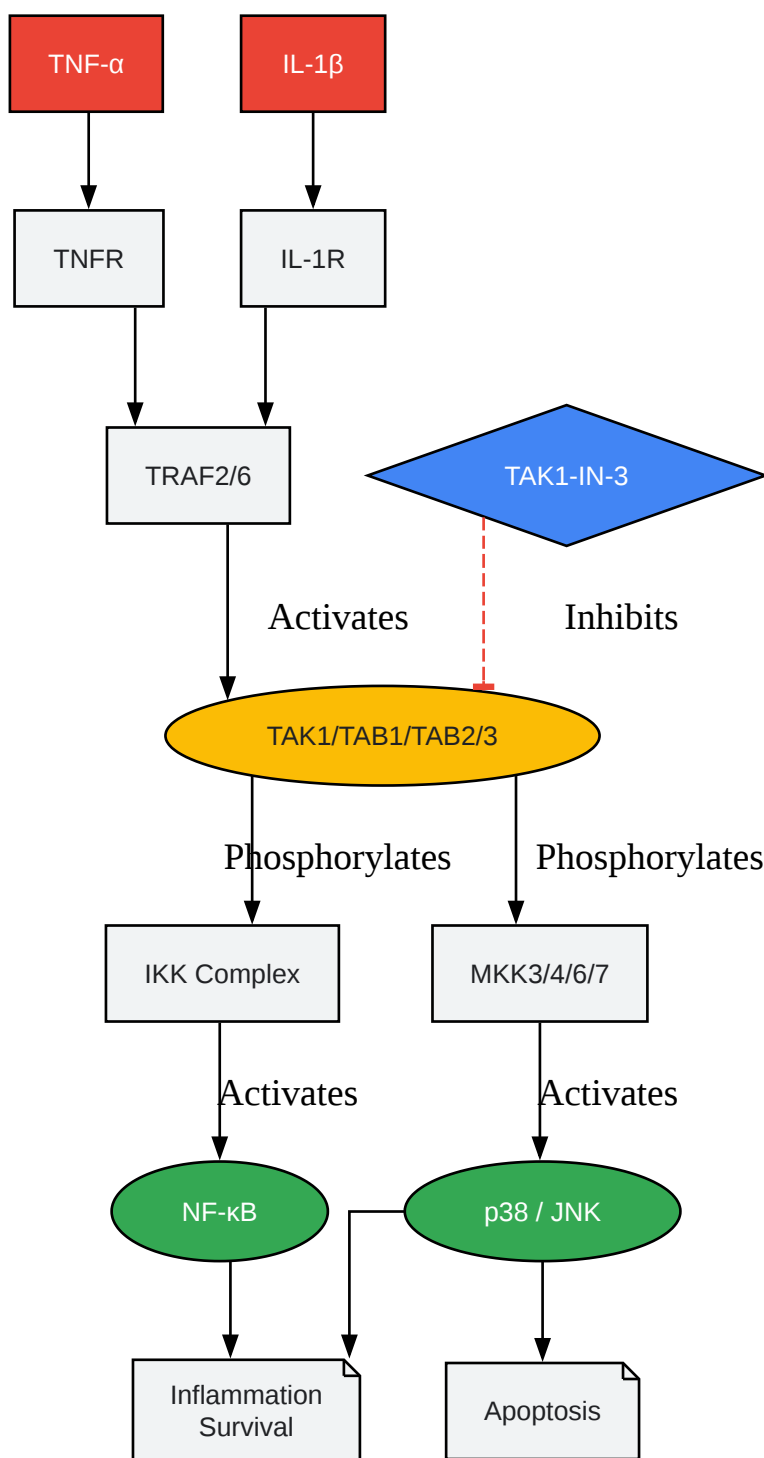 TNF-α
IL-1β
TNFR
IL-1R
TRAF2/6
TAK1-IN-3
Activates
Inhibits
TAK1/TAB1/TAB2/3
Phosphorylates
Phosphorylates
IKK Complex
MKK3/4/6/7
Activates
Activates
NF-κB
p38 / JNK
Inflammation
Survival
Apoptosis